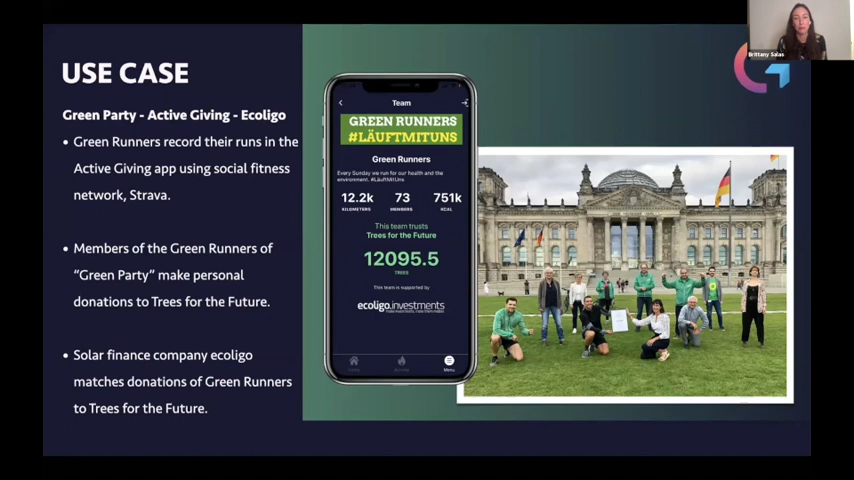 Brittany Salas
USE CASE
Green Party - Active Giving - Ecoligo
• Green Runners record their runs in the
Active Giving app using social fitness
network, Strava.
• Members of the Green Runners of
“Green Party” make personal
donations to Trees for the Future.
• Solar finance company ecoligo
matches donations of Green Runners
to Trees for the Future.
Team
GREEN RUNNERS
#LÄUFTMITUNS
Green Runners
Every Sunday we run for our health and the
environment. #LäuftMitUns
12.2k 73 751k
KILOMETERS MEMBERS KCAL
This team trusts
Trees for the Future
12095.5
TREES
This team is supported by
ecoligo.investments
Menu